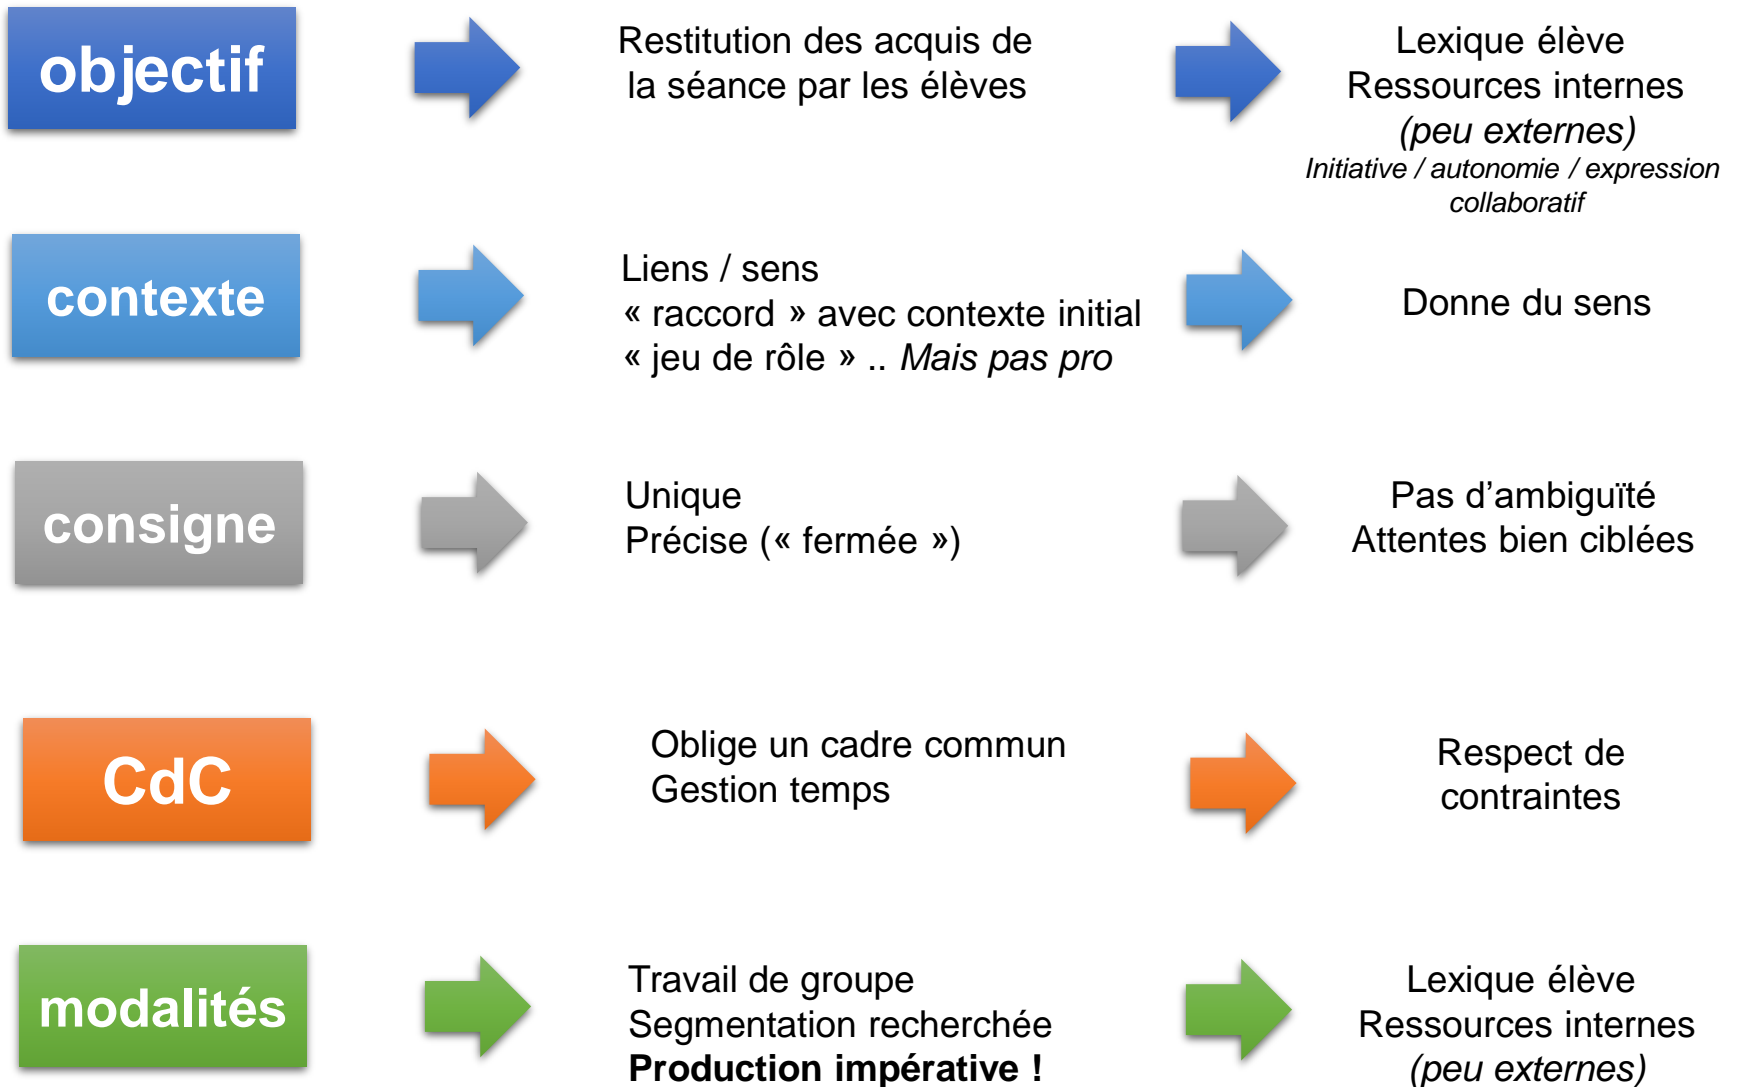 objectif
Restitution des acquis de
la séance par les élèves
Lexique élève
Ressources internes
(peu externes)
Initiative / autonomie / expression
collaboratif
contexte
Liens / sens
« raccord » avec contexte initial
« jeu de rôle » .. Mais pas pro
Donne du sens
consigne
Unique
Précise (« fermée »)
Pas d’ambiguïté
Attentes bien ciblées
CdC
Oblige un cadre commun
Gestion temps
Respect de
contraintes
modalités
Travail de groupe
Segmentation recherchée
Production impérative !
Lexique élève
Ressources internes
(peu externes)